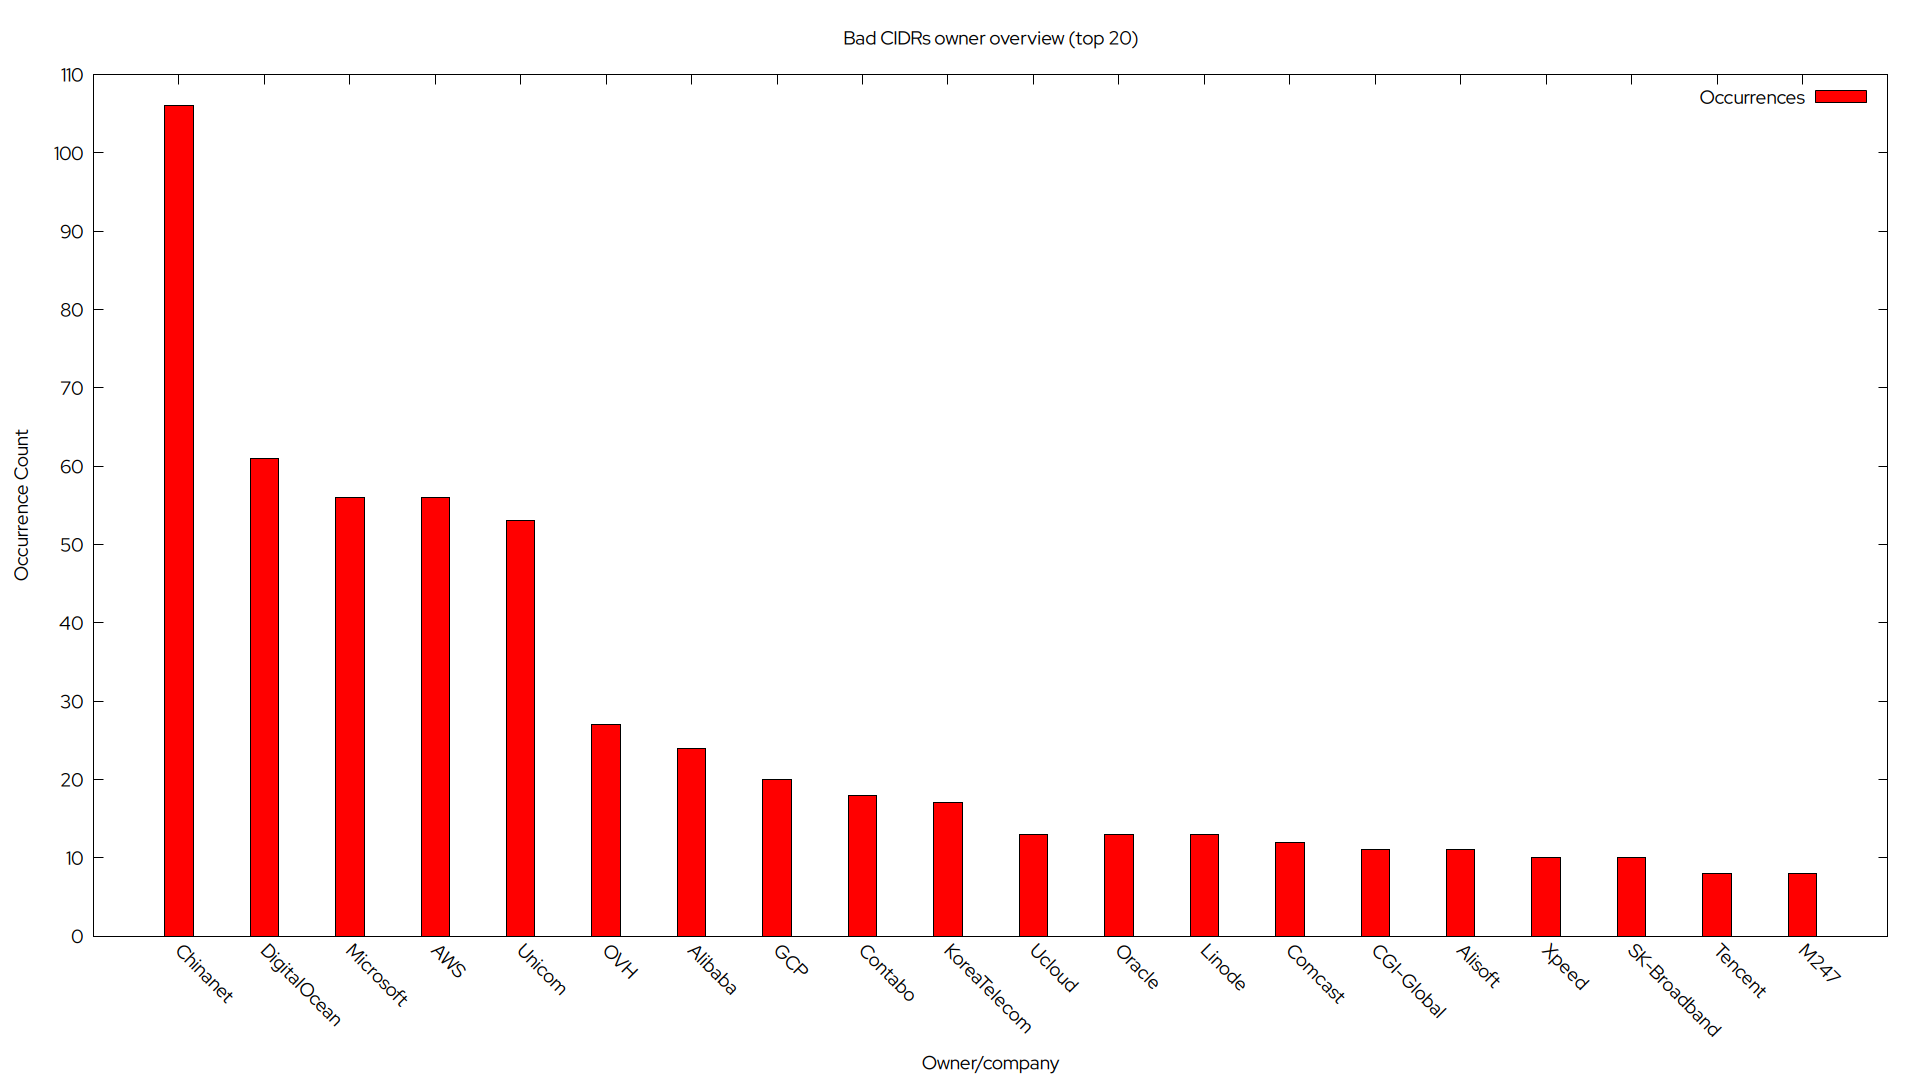 Bad CIDRs owner overview (top 20)
Occurrences
110
100
90
80
70
60
50
40
30
20
10
0
Occurrence Count
Chinanet
DigitalOcean
Microsoft
AWS
Unicom
OVH
Alibaba
GCP
Contabo
KoreaTelecom
Ucloud
Oracle
Linode
Comcast
CGI-Global
Alisoft
Xpeed
SK-Broadband
Tencent
M247
Owner/company